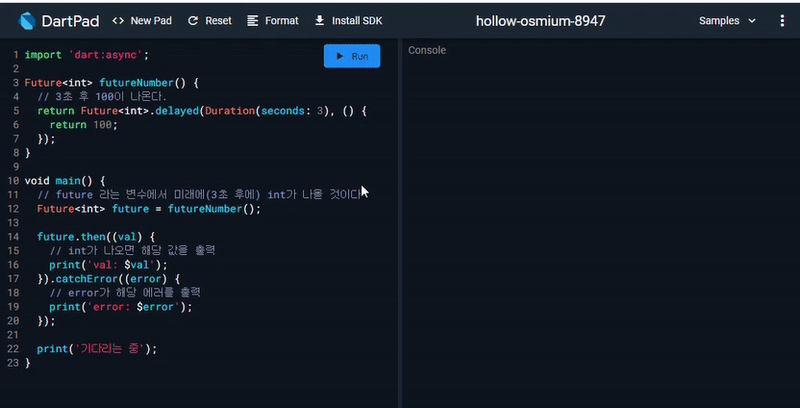 DartPad <> New Pad Reset Format Install SDK hollow-osmium-8947 Samples
Run
Console
1 import 'dart:async';
2
3 Future<int> futureNumber() {
4 // 3초 후 100이 나온다.
5 return Future<int>.delayed(Duration(seconds: 3), () {
6 return 100;
7 });
8 }
9
10 void main() {
11 // future 라는 변수에서 미래에(3초 후에) int가 나올 것이다
12 Future<int> future = futureNumber();
13
14 future.then((val) {
15 // int가 나오면 해당 값을 출력
16 print('val: $val');
17 }).catchError((error) {
18 // error가 해당 에러를 출력
19 print('error: $error');
20 });
21
22 print('기다리는 중');
23 }